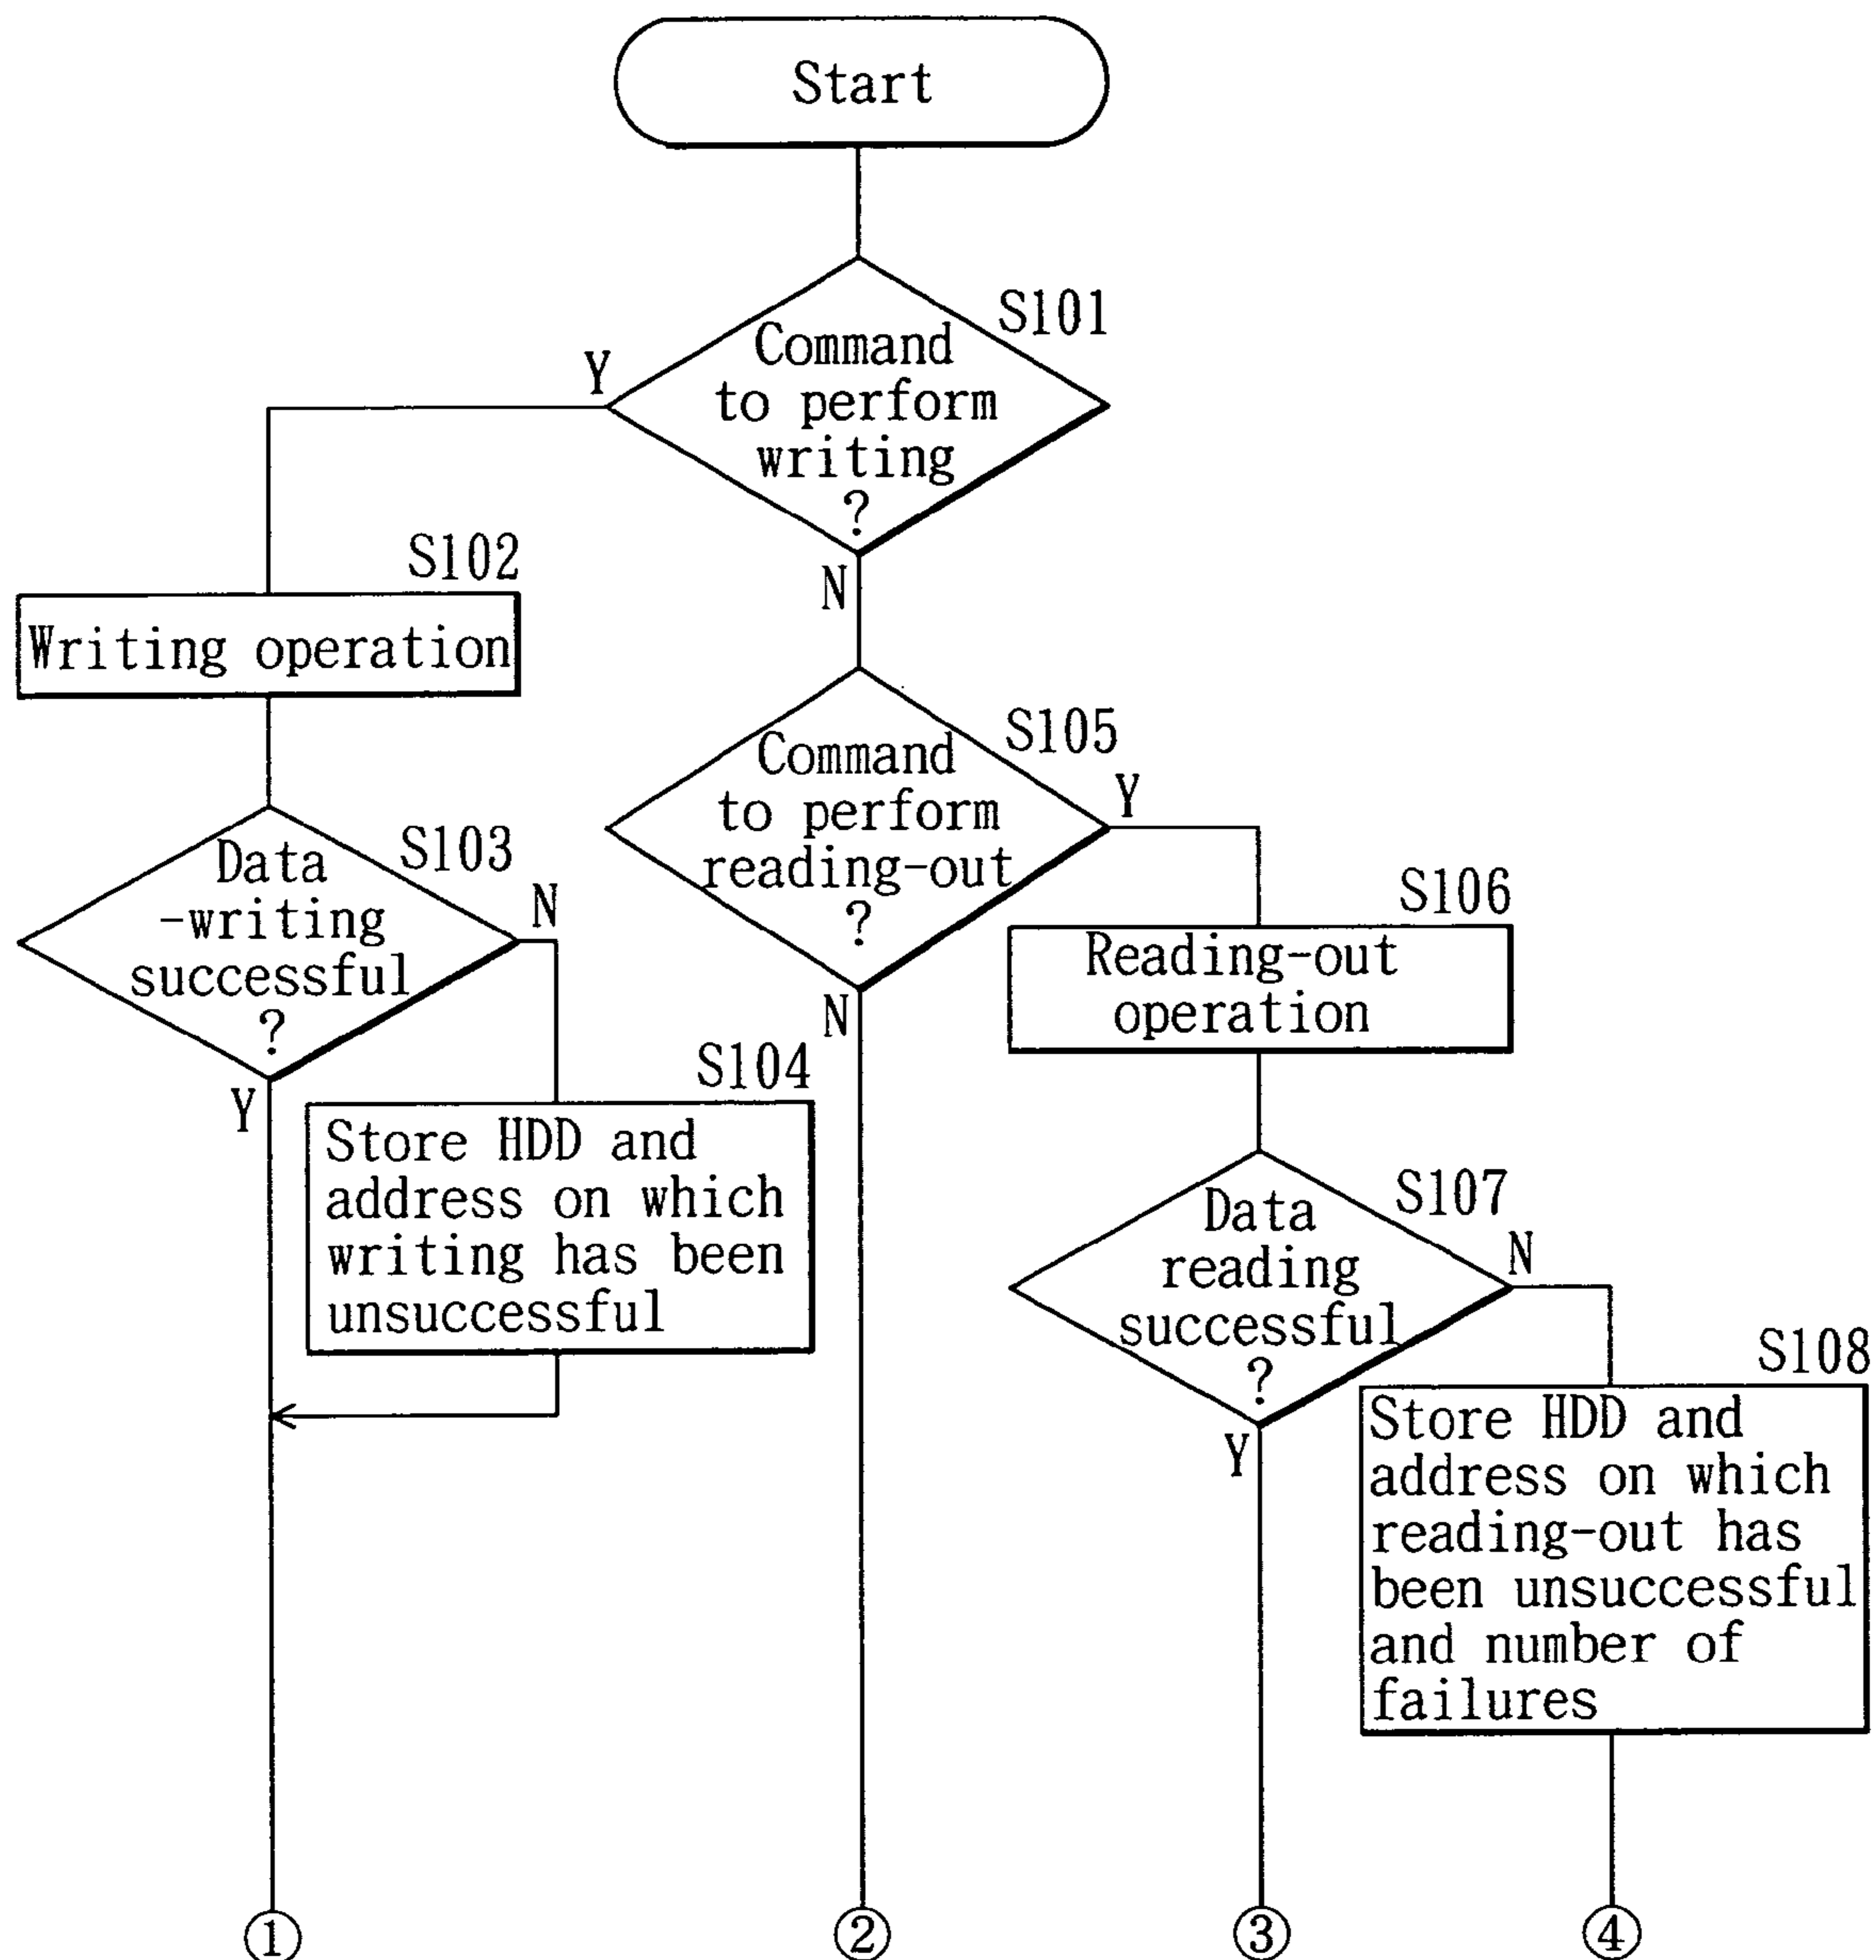 Start
S101
Command
to perform
writing
?
Y
N
S102
Writing operation
S105
Command
to perform
reading-out
?
Y
N
S103
Data
-writing
successful
?
N
Y
S106
Reading-out
operation
S104
Store HDD and
address on which
writing has been
unsuccessful
S107
Data
reading
successful
?
N
Y
S108
Store HDD and
address on which
reading-out has
been unsuccessful
and number of
failures
①
②
③
④